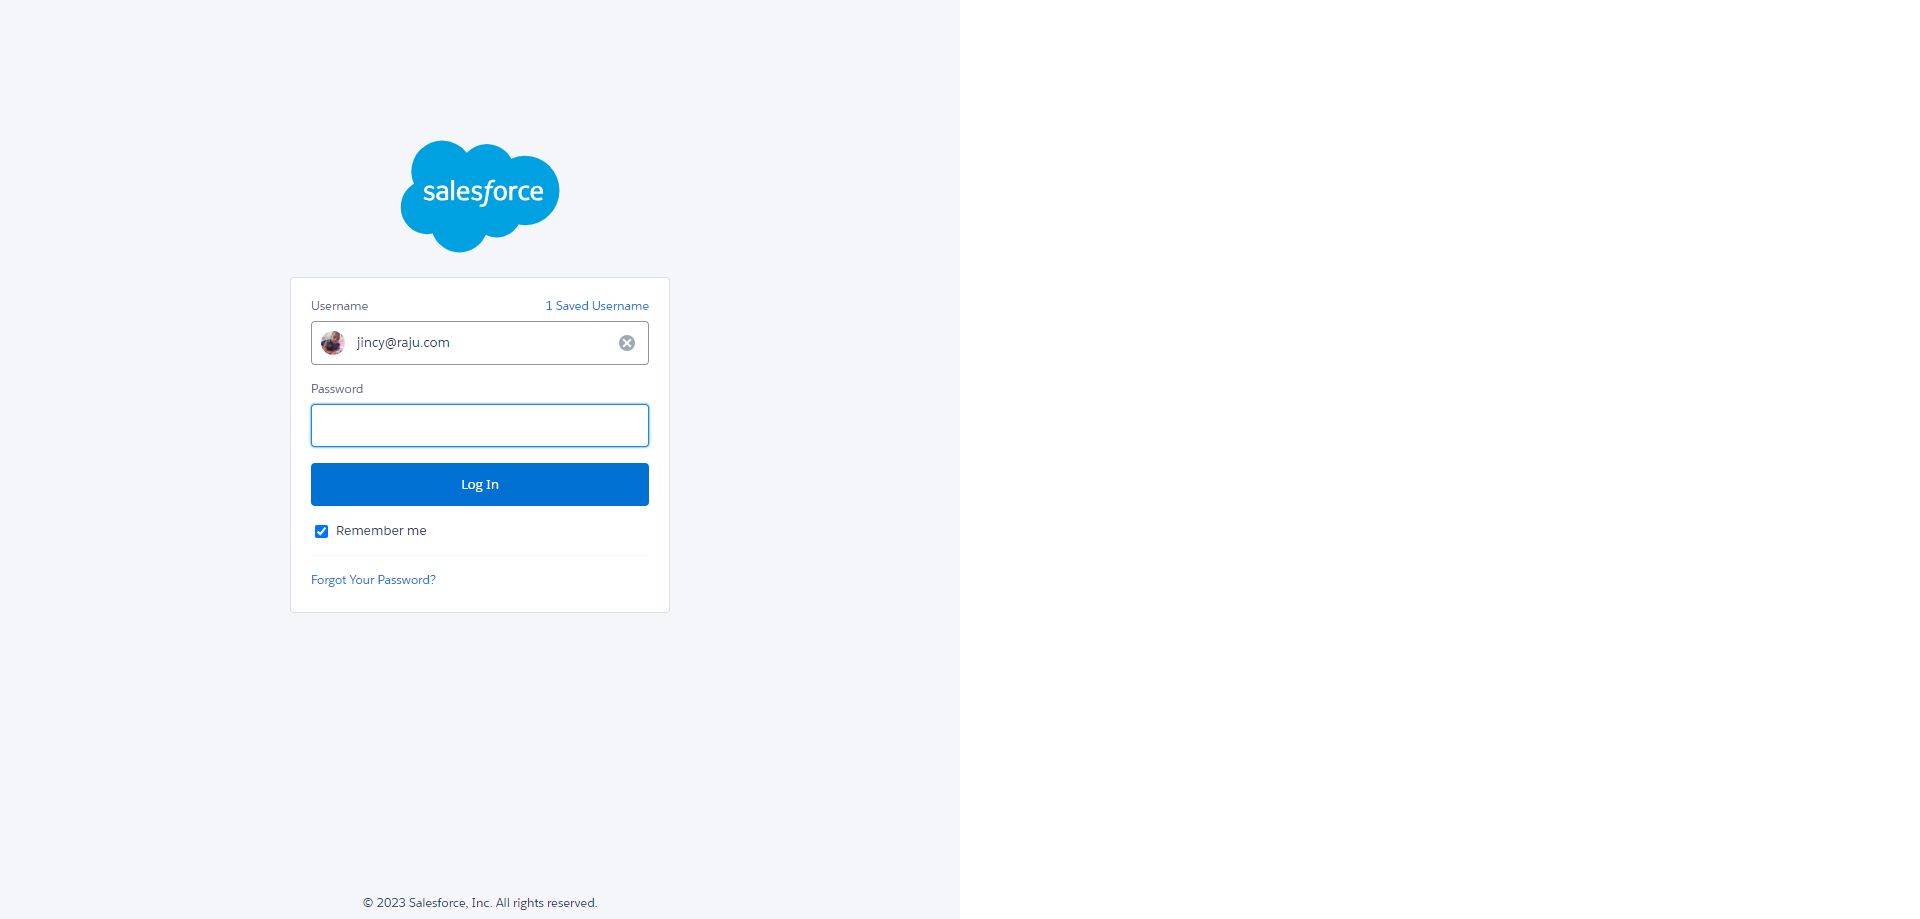 salesforce
Username
1 Saved Username
jincy@raju.com
Password
Log In
Remember me
Forgot Your Password?
© 2023 Salesforce, Inc. All rights reserved.